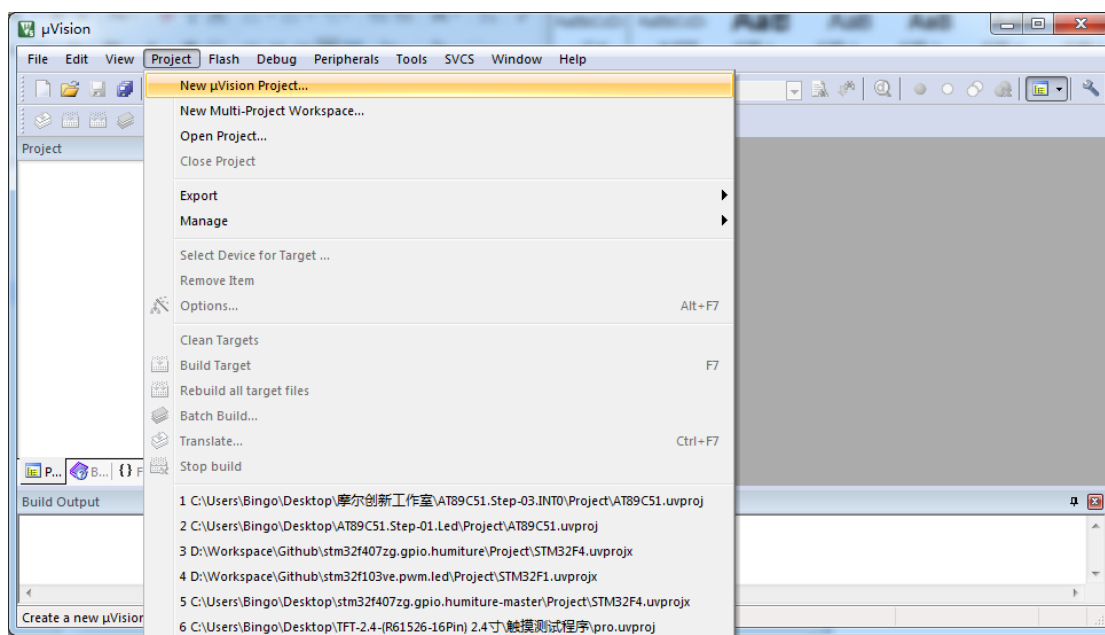 µVision
File Edit View Project Flash Debug Peripherals Tools SVCS Window Help
New µVision Project...
New Multi-Project Workspace...
Open Project...
Close Project
Project
Export
Manage
Select Device for Target ...
Remove Item
Options... Alt+F7
Clean Targets
Build Target F7
Rebuild all target files
Batch Build...
Translate... Ctrl+F7
Stop build
P... B... {} F
Build Output
1 C:\Users\Bingo\Desktop\摩尔创新工作室\AT89C51.Step-03.INT0\Project\AT89C51.uvproj
2 C:\Users\Bingo\Desktop\AT89C51.Step-01.Led\Project\AT89C51.uvproj
3 D:\Workspace\Github\stm32f407zg.gpio.humiture\Project\STM32F4.uvprojx
4 D:\Workspace\Github\stm32f103ve.pwm.led\Project\STM32F1.uvprojx
5 C:\Users\Bingo\Desktop\stm32f407zg.gpio.humiture-master\Project\STM32F4.uvprojx
6 C:\Users\Bingo\Desktop\TFT-2.4-(R61526-16Pin) 2.4寸\触摸测试程序\pro.uvproj
Create a new µVision